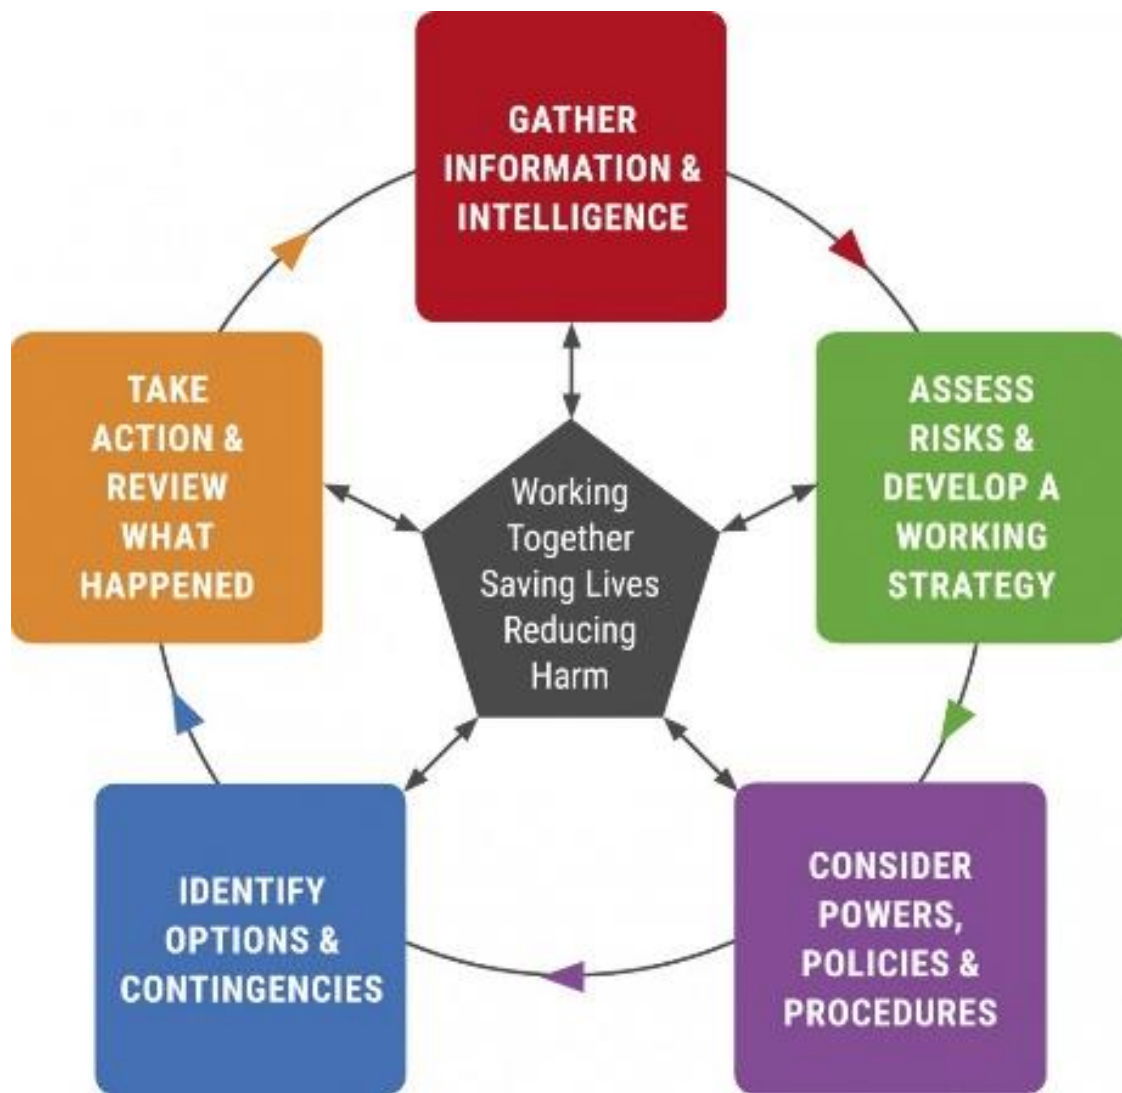 GATHER
INFORMATION &
INTELLIGENCE
ASSESS
RISKS &
DEVELOP A
WORKING
STRATEGY
CONSIDER
POWERS,
POLICIES &
PROCEDURES
IDENTIFY
OPTIONS &
CONTINGENCIES
TAKE
ACTION &
REVIEW
WHAT
HAPPENED
Working
Together
Saving Lives
Reducing
Harm